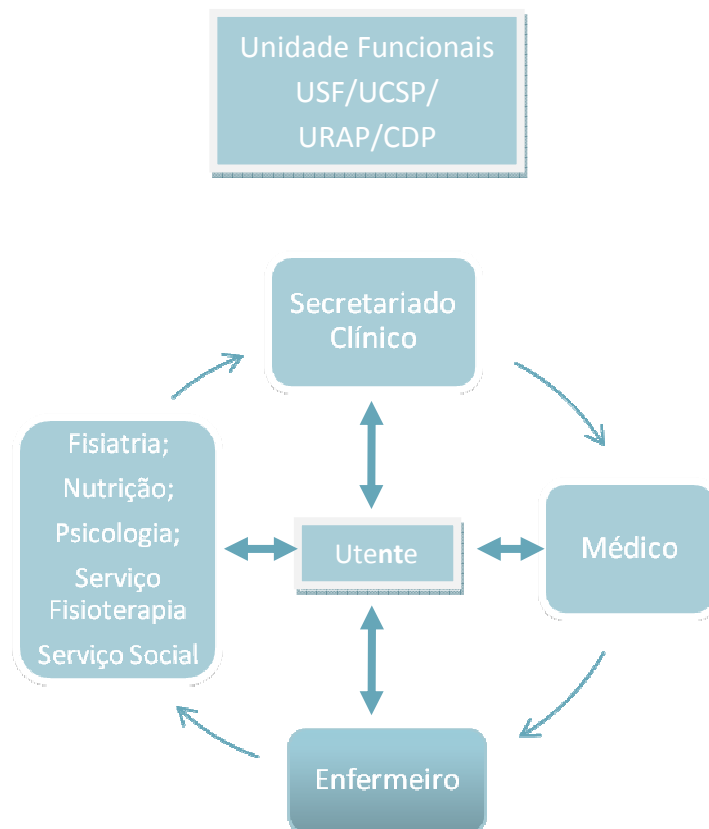 Unidade Funcionais
USF/UCSP/
URAP/CDP
Secretariado
Clínico
Fisiatria;
Nutrição;
Psicologia;
Serviço
Fisioterapia
Serviço Social
Utente
Médico
Enfermeiro